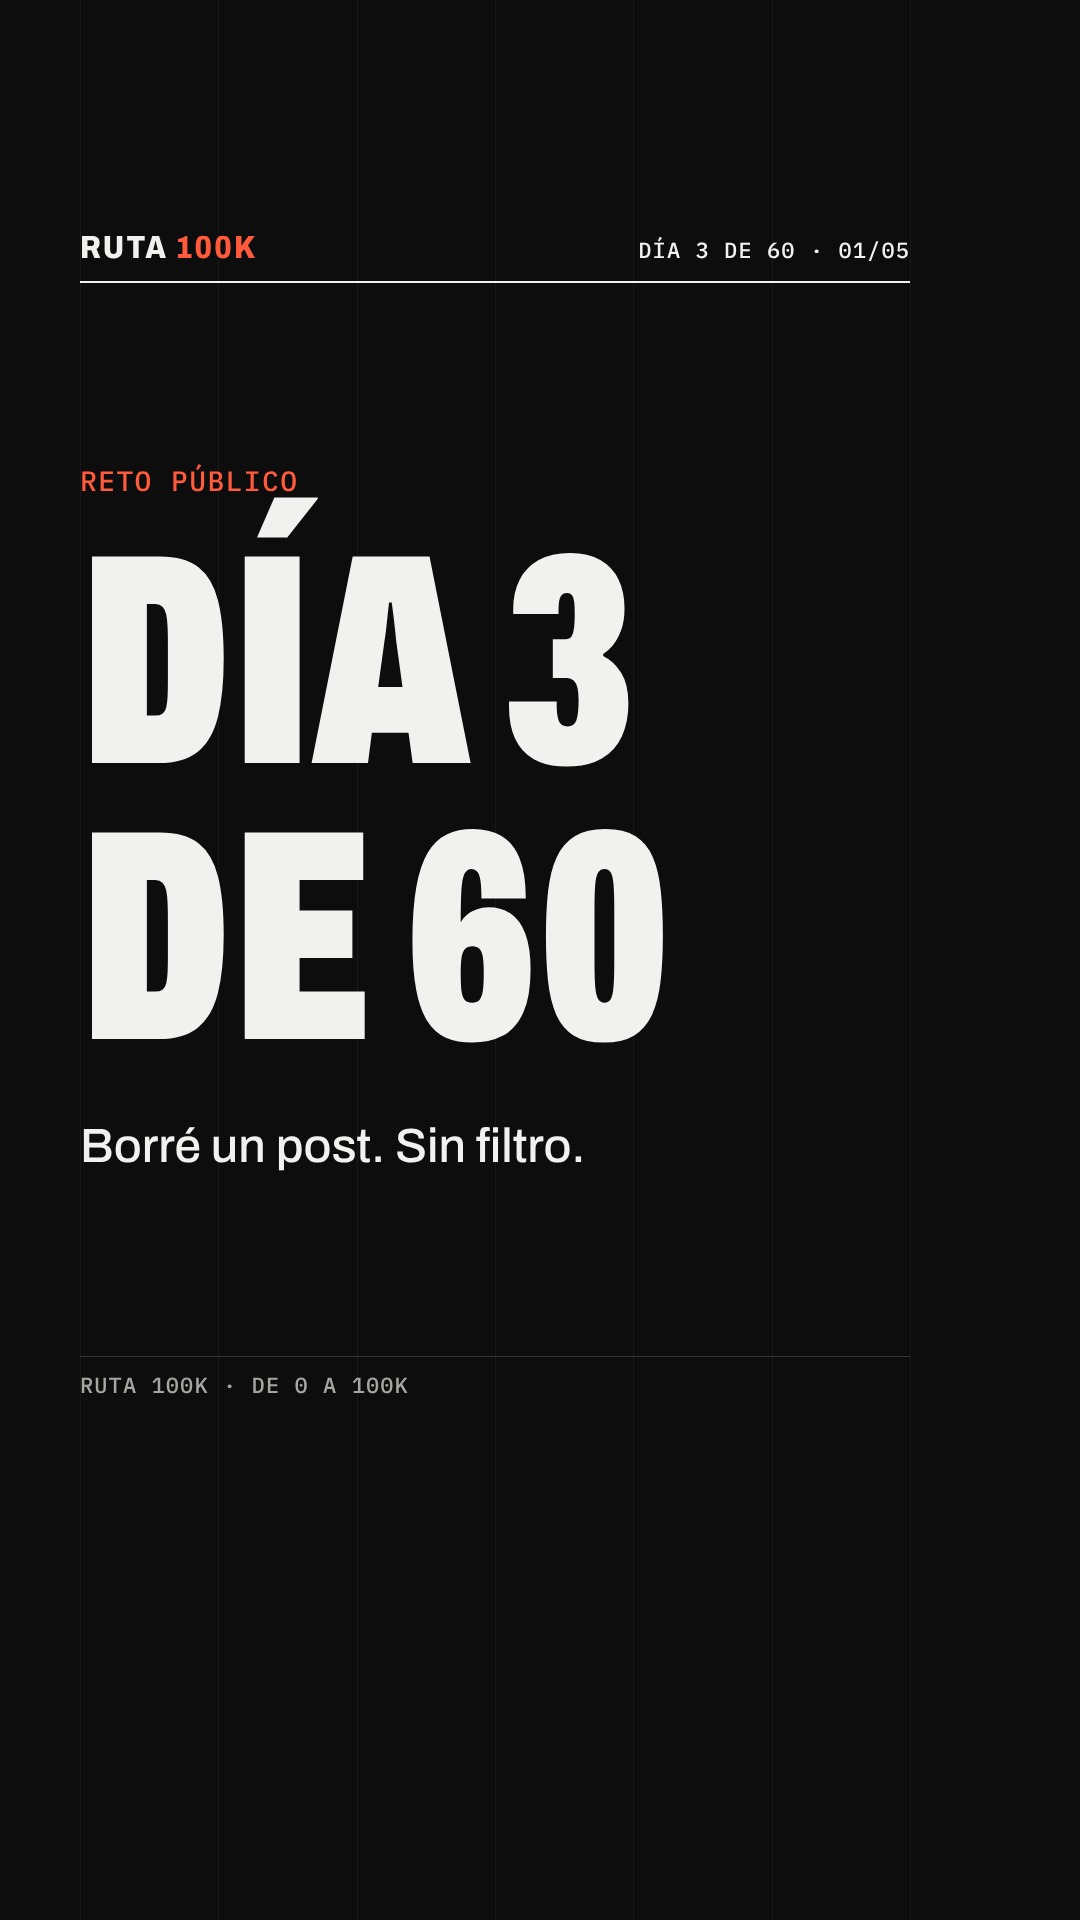 RUTA 100K
DÍA 3 DE 60 · 01/05
RETO PÚBLICO
DÍA 3
DE 60
Borré un post. Sin filtro.
RUTA 100K · DE 0 A 100K